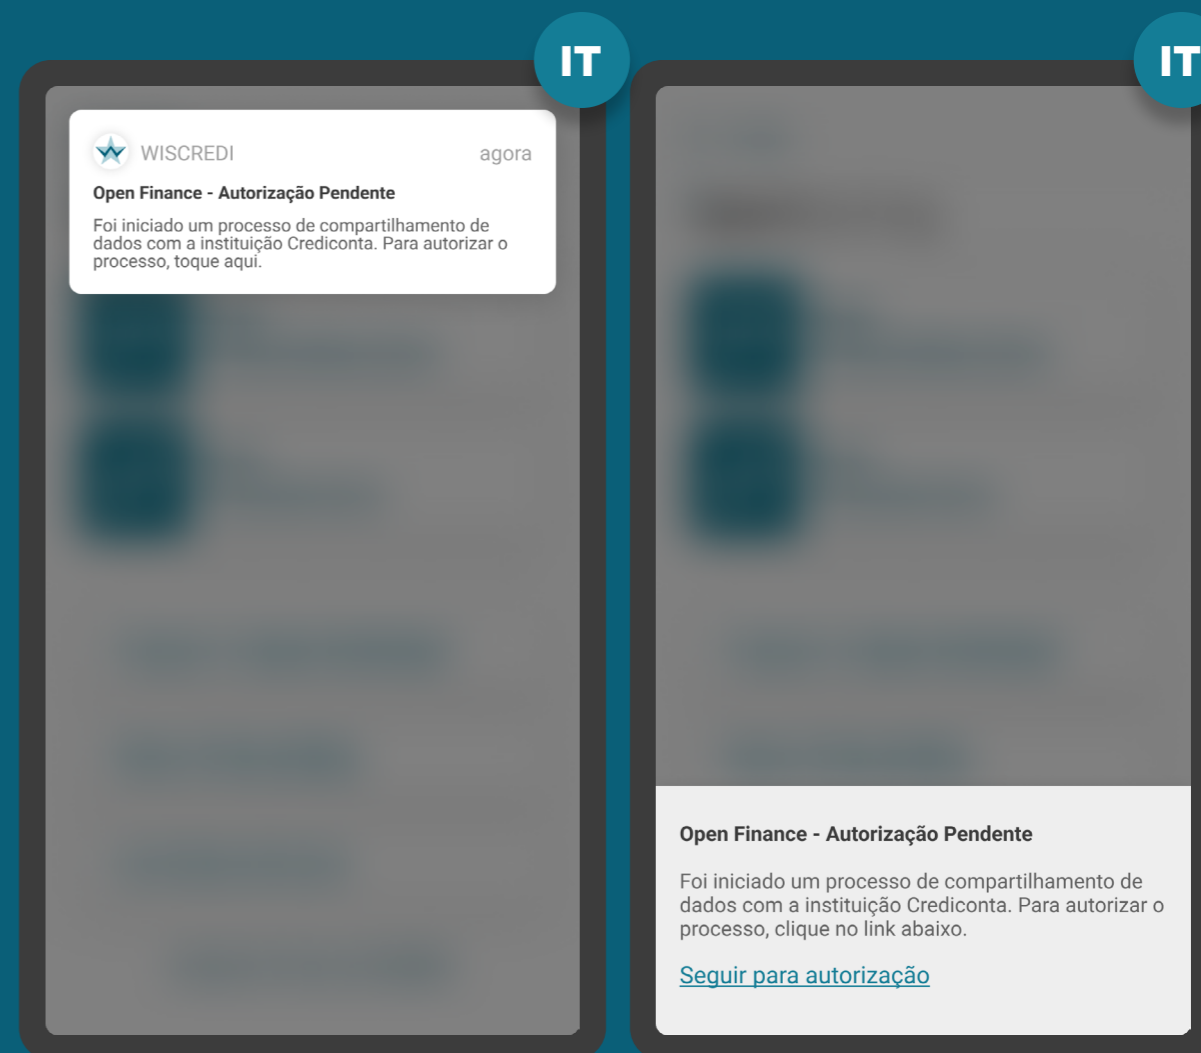 IT
WISCREDI
agora
Open Finance - Autorização Pendente
Foi iniciado um processo de compartilhamento de
dados com a instituição Crediconta. Para autorizar o
processo, toque aqui.
IT
Open Finance - Autorização Pendente
Foi iniciado um processo de compartilhamento de
dados com a instituição Crediconta. Para autorizar o
processo, clique no link abaixo.
Seguir para autorização